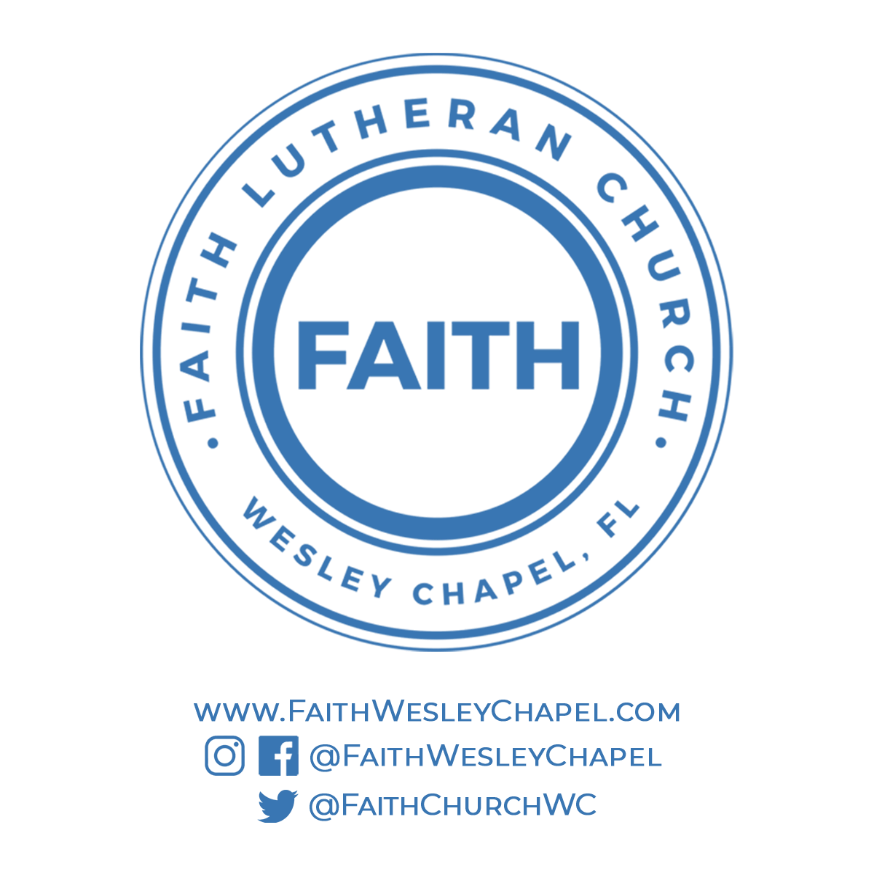 • FAITH LUTHERAN CHURCH •
FAITH
WESLEY CHAPEL, FL
www.FaithWesleyChapel.com
@FaithWesleyChapel
@FaithChurchWC